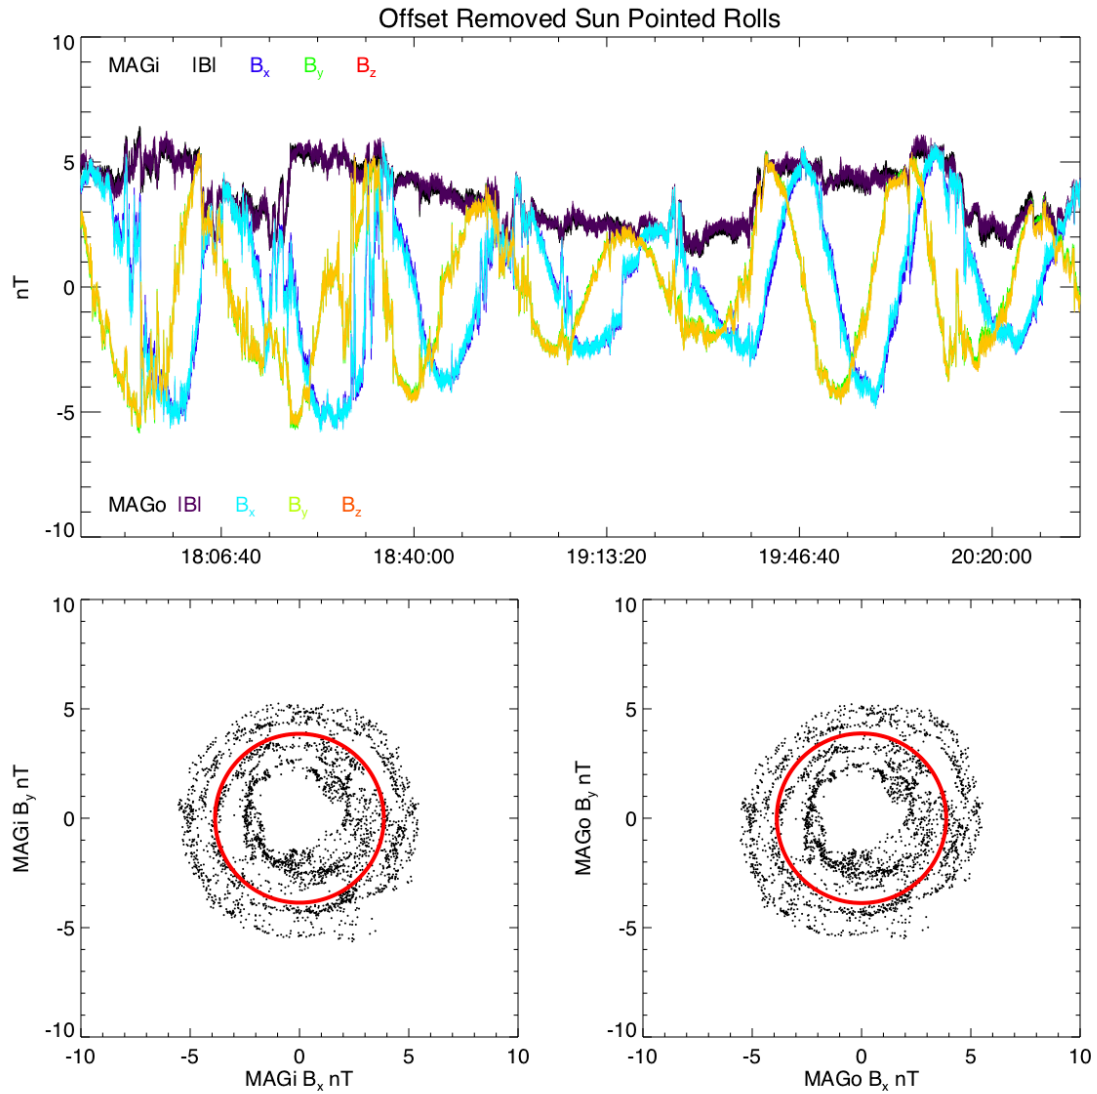 Offset Removed Sun Pointed Rolls
10
MAGi |B| Bx By Bz
5
0
nT
-5
MAGo |B| Bx By Bz
-10
18:06:40 18:40:00 19:13:20 19:46:40 20:20:00
10 10
5 5
MAGi By nT MAGo By nT
0 0
-5 -5
-10 -10
-10 -5 0 5 10 -10 -5 0 5 10
MAGi Bx nT MAGo Bx nT